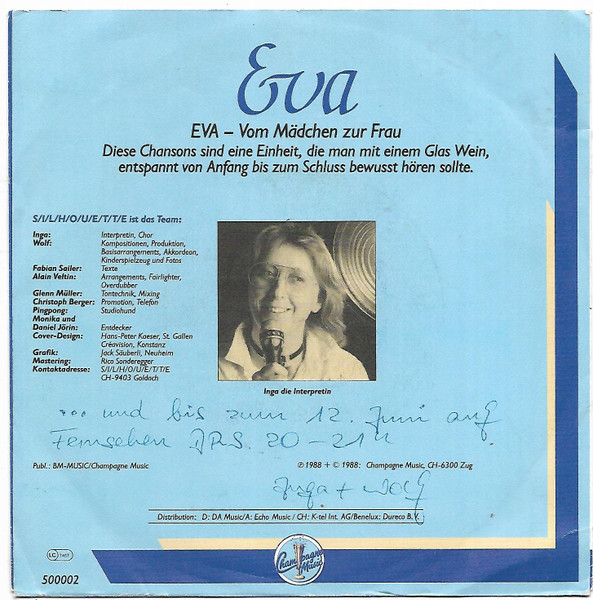 Eva
EVA – Vom Mädchen zur Frau
Diese Chansons sind eine Einheit, die man mit einem Glas Wein,
entspannt von Anfang bis zum Schluss bewusst hören sollte.
S/I/L/H/O/U/E/T/T/E ist das Team:
Inga: Interpretin, Chor
Wolf: Kompositionen, Produktion,
Basisarrangements, Akkordeon,
Kinderspielzeug und Fotos
Fabian Sailer: Texte
Alain Veltin: Arrangements, Fairlighter,
Overdubber
Glenn Müller: Tontechnik, Mixing
Christoph Berger: Promotion, Telefon
Pingpong: Studiohund
Monika und
Daniel Jörin: Entdecker
Cover-Design: Hans-Peter Kaeser, St. Gallen
Créavision, Konstanz
Grafik: Jack Säuberli, Neuheim
Mastering: Rico Sonderegger
Kontaktadresse: S/I/L/H/O/U/E/T/T/E
CH-9403 Goldach
Inga die Interpretin
... und bis zum 12. Juni auf
Fernsehen DRS 20-21 h
Publ.: BM-MUSIC/Champagne Music
Ⓟ 1988 + © 1988: Champagne Music, CH-6300 Zug
Inga + Wolf
Distribution: D: DA Music/A: Echo Music / CH: K-tel Int. AG/Benelux: Dureco B.V.
LC
500002
Champagne
Music